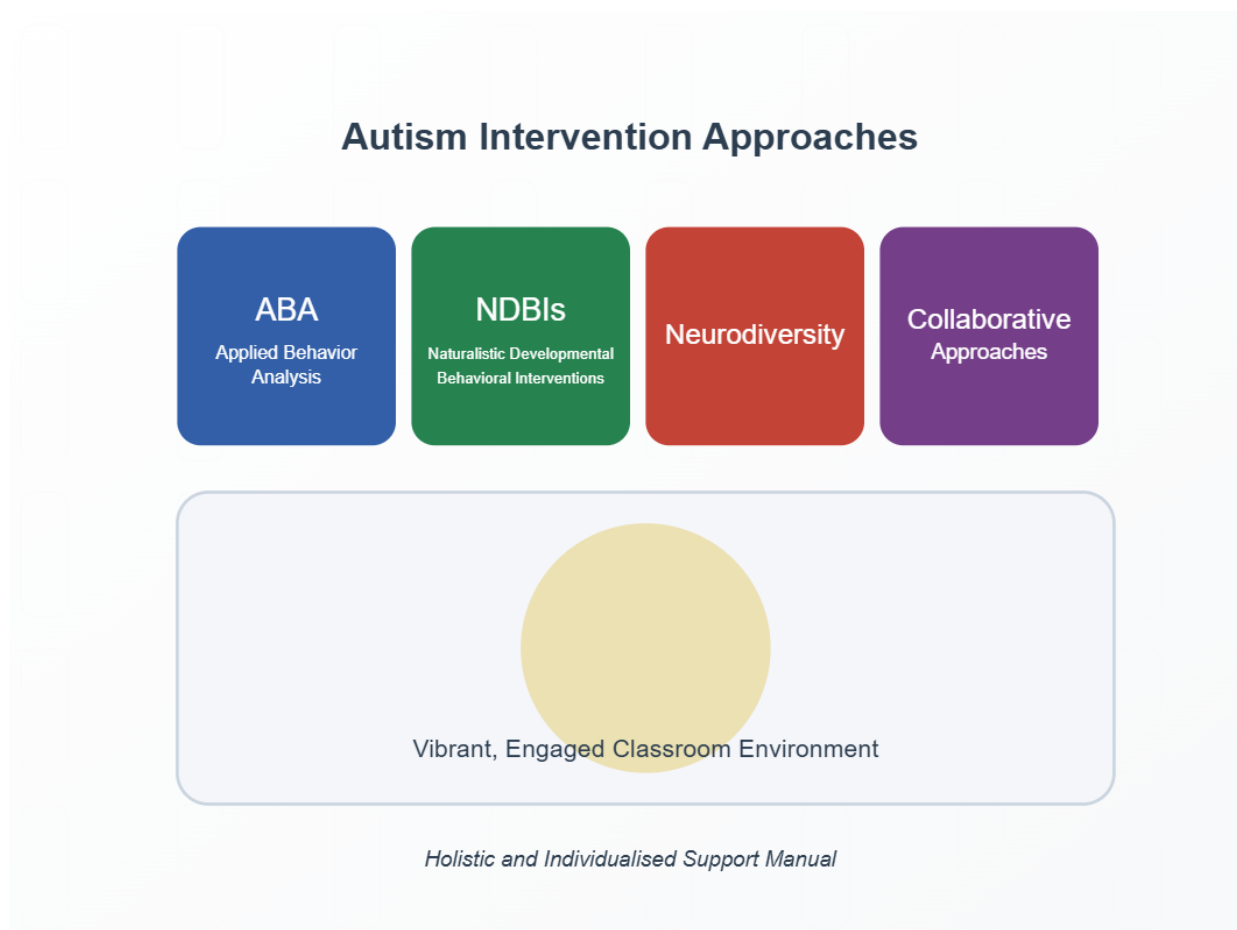 Autism Intervention Approaches
ABA
Applied Behavior
Analysis
NDBIs
Naturalistic Developmental
Behavioral Interventions
Neurodiversity
Collaborative
Approaches
Vibrant, Engaged Classroom Environment
Holistic and Individualised Support Manual